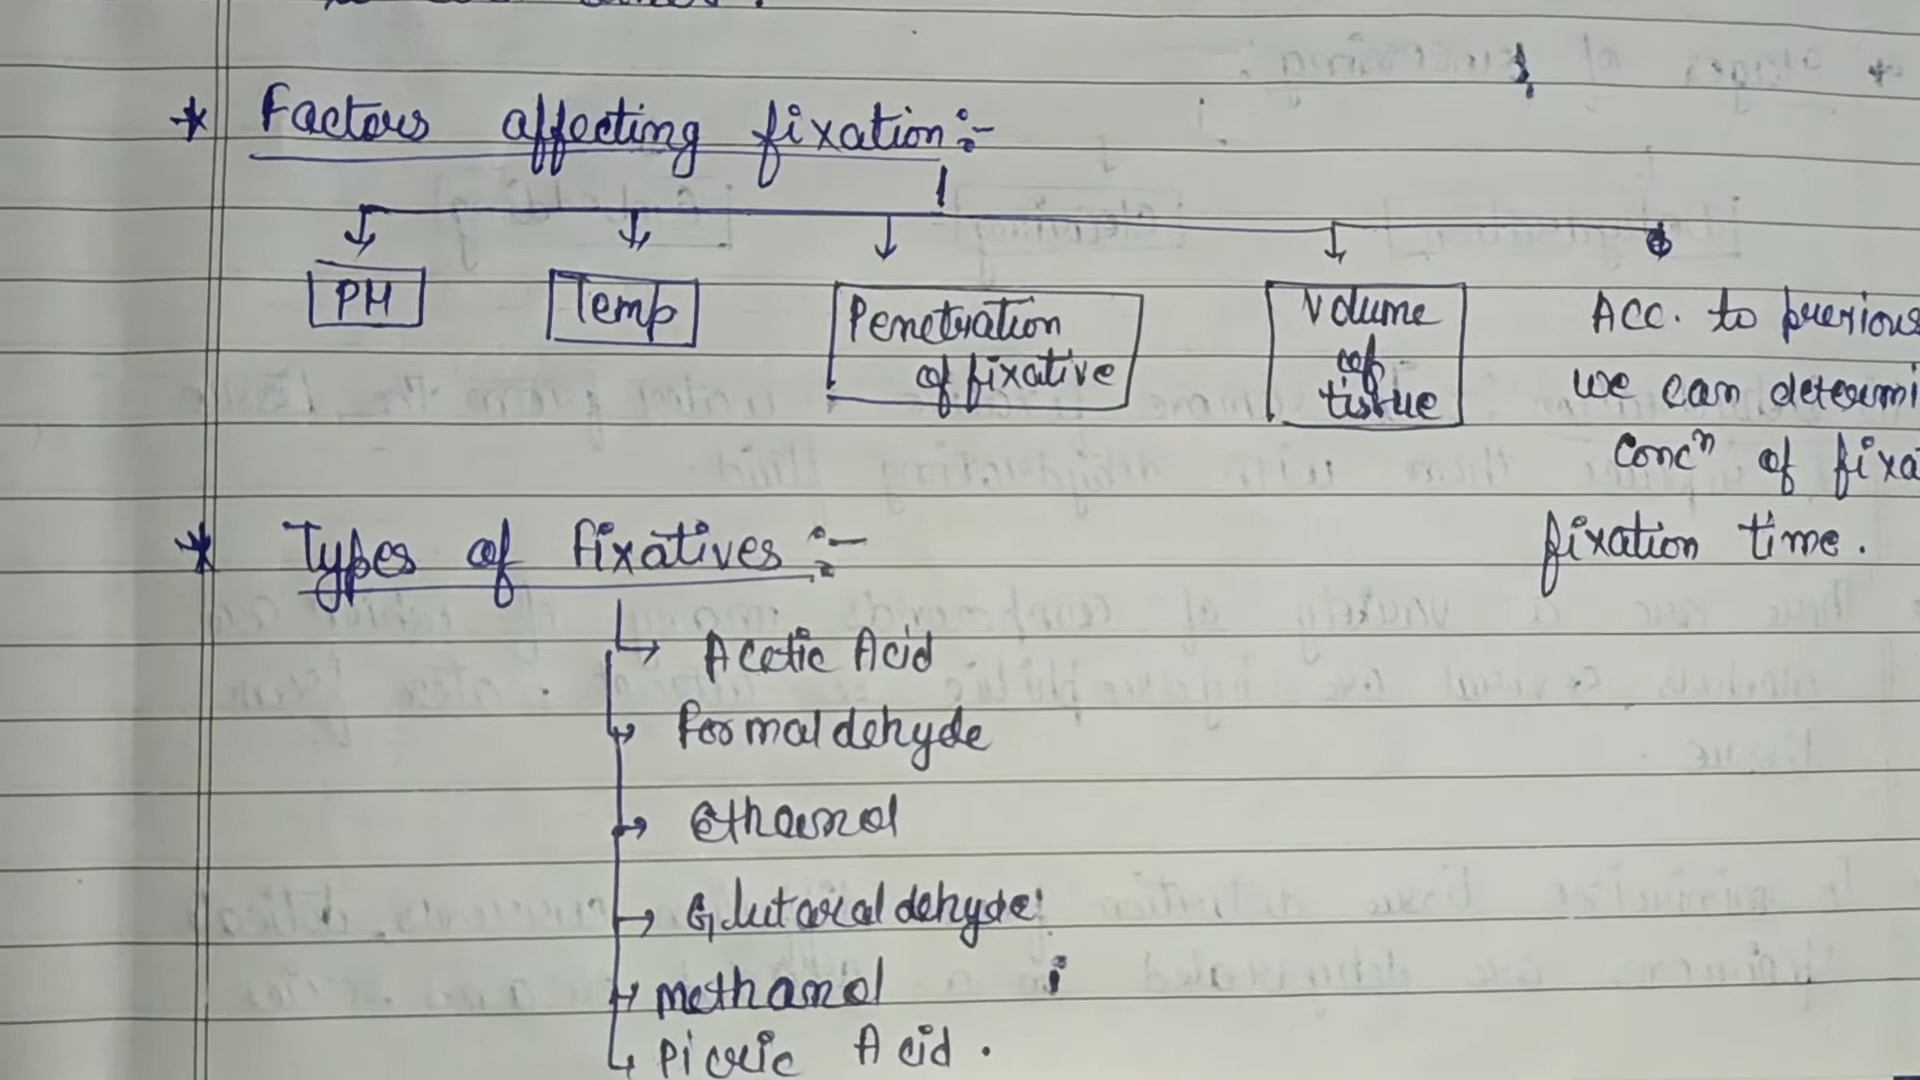 * Factors affecting fixation:-
PH
Temp
Penetration
of fixative
Volume
of
tissue
Acc. to previous
we can determi
Concn of fixa
fixation time.
* Types of fixatives :-
Acetic Acid
formaldehyde
Ethanol
Glutaraldehyde
methanol
Picric Acid.